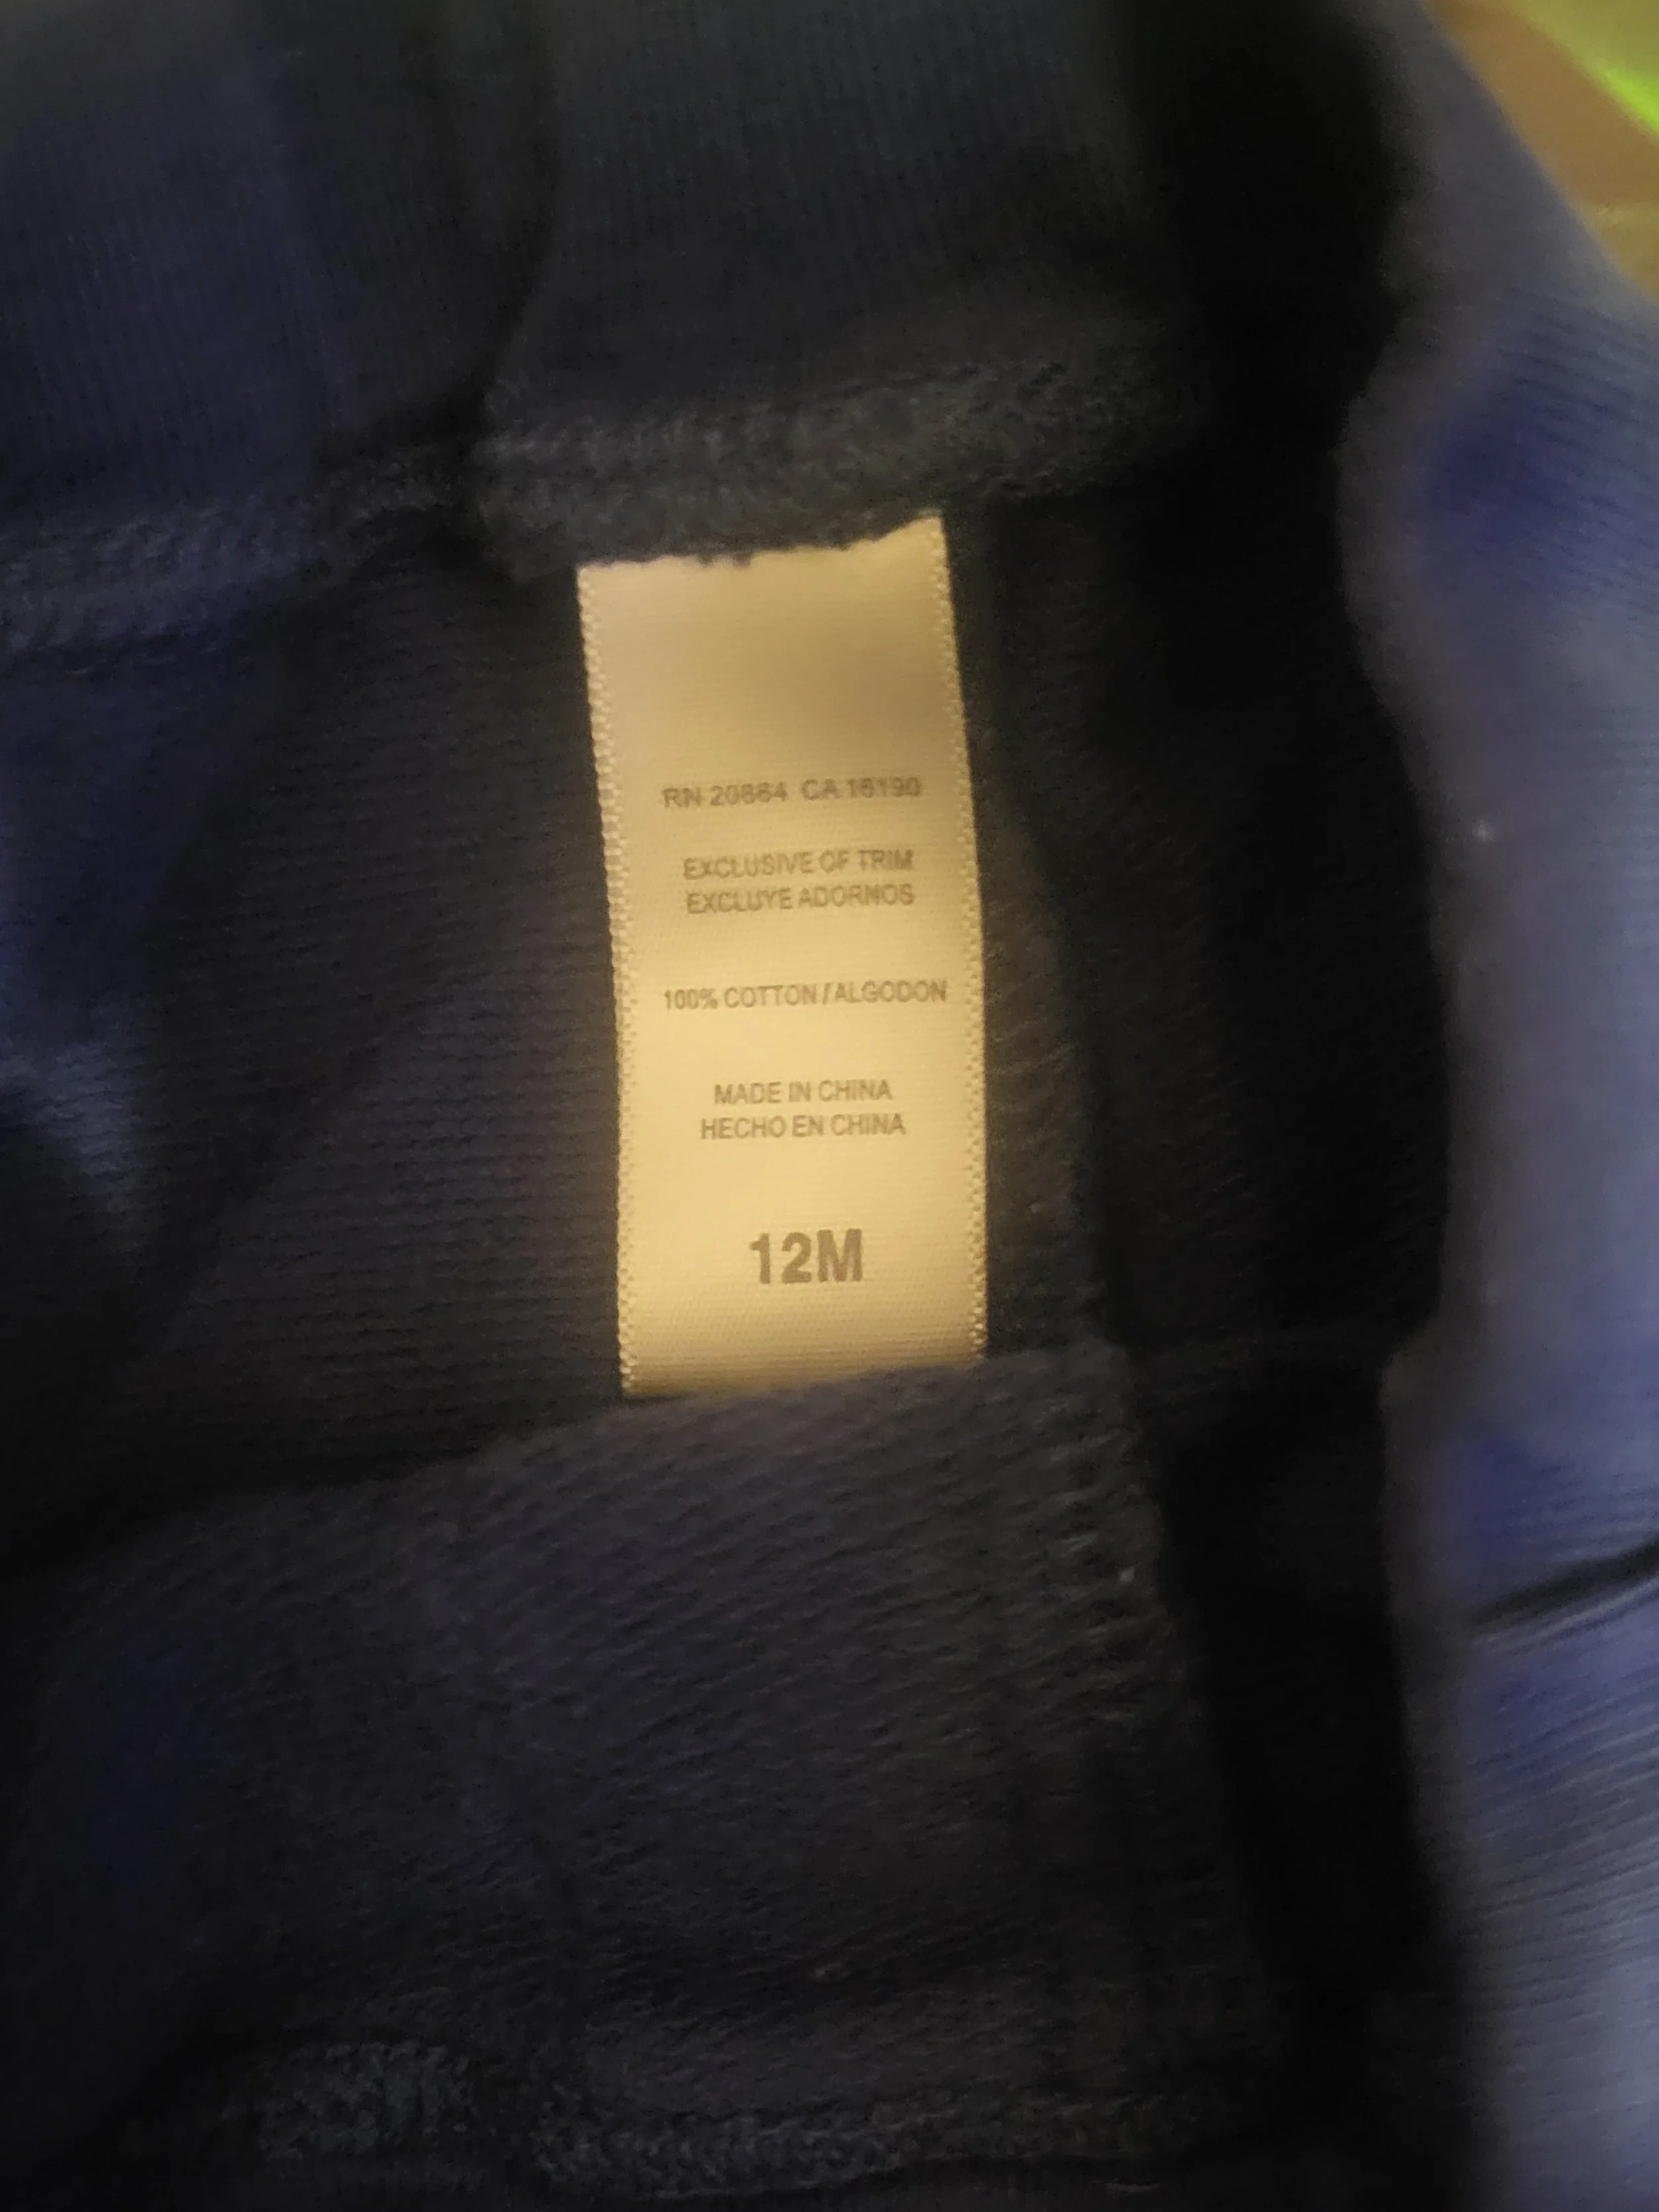 RN 20864 CA 16190
EXCLUSIVE OF TRIM
EXCLUYE ADORNOS
100% COTTON/ALGODON
MADE IN CHINA
HECHO EN CHINA
12M